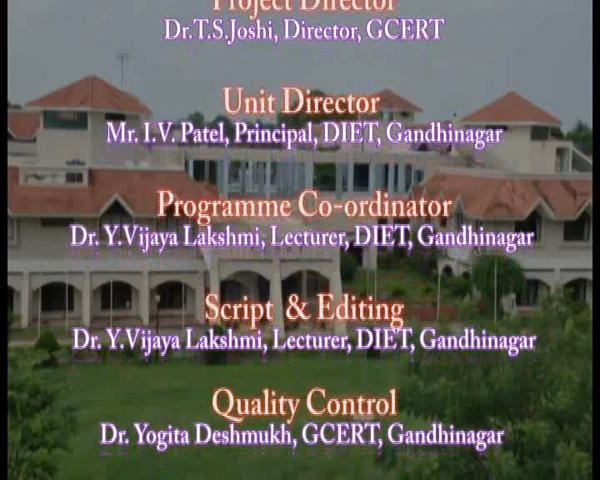 Project Director
Dr.T.S.Joshi, Director, GCERT
Unit Director
Mr. I.V. Patel, Principal, DIET, Gandhinagar
Programme Co-ordinator
Dr. Y.Vijaya Lakshmi, Lecturer, DIET, Gandhinagar
Script & Editing
Dr. Y.Vijaya Lakshmi, Lecturer, DIET, Gandhinagar
Quality Control
Dr. Yogita Deshmukh, GCERT, Gandhinagar